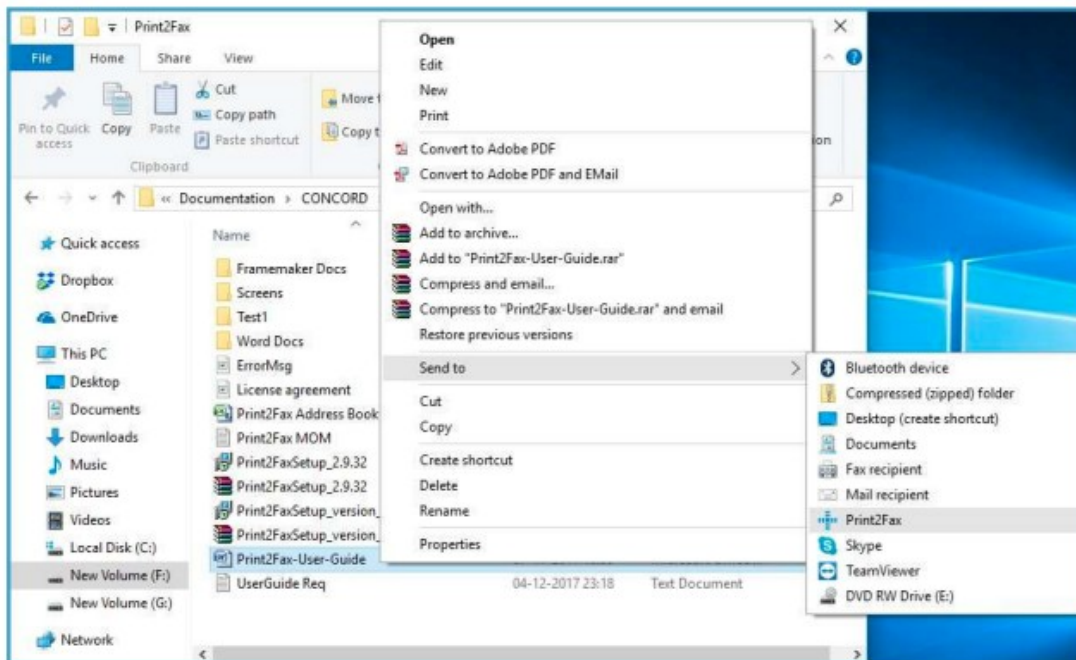 Print2Fax
File Home Share View
Pin to Quick access
Copy
Paste
Cut
Copy path
Paste shortcut
Move t
Copy t
ion
Clipboard
« Documentation › CONCORD
Quick access
Dropbox
OneDrive
This PC
Desktop
Documents
Downloads
Music
Pictures
Videos
Local Disk (C:)
New Volume (F:)
New Volume (G:)
Network
Name
Framemaker Docs
Screens
Test1
Word Docs
ErrorMsg
License agreement
Print2Fax Address Book
Print2Fax MOM
Print2FaxSetup_2.9.32
Print2FaxSetup_2.9.32
Print2FaxSetup_version_
Print2FaxSetup_version_
Print2Fax-User-Guide
UserGuide Req 04-12-2017 23:18 Text Document
Open
Edit
New
Print
Convert to Adobe PDF
Convert to Adobe PDF and EMail
Open with...
Add to archive...
Add to "Print2Fax-User-Guide.rar"
Compress and email...
Compress to "Print2Fax-User-Guide.rar" and email
Restore previous versions
Send to
Cut
Copy
Create shortcut
Delete
Rename
Properties
Bluetooth device
Compressed (zipped) folder
Desktop (create shortcut)
Documents
Fax recipient
Mail recipient
Print2Fax
Skype
TeamViewer
DVD RW Drive (E:)